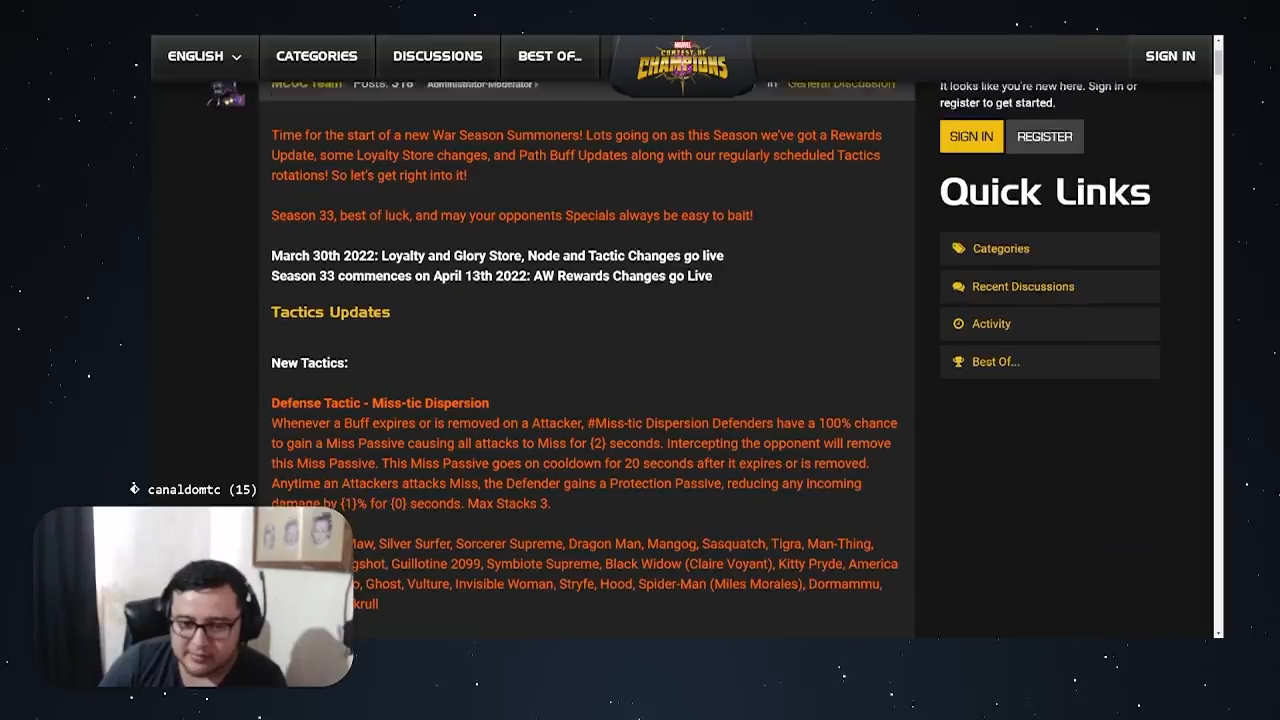 ENGLISH
CATEGORIES
DISCUSSIONS
BEST OF...
MARVEL
CONTEST OF
CHAMPIONS
SIGN IN
MCOC Team Posts: 318 Administrator Moderator
in General Discussion
Time for the start of a new War Season Summoners! Lots going on as this Season we've got a Rewards
Update, some Loyalty Store changes, and Path Buff Updates along with our regularly scheduled Tactics
rotations! So let's get right into it!
Season 33, best of luck, and may your opponents Specials always be easy to bait!
March 30th 2022: Loyalty and Glory Store, Node and Tactic Changes go live
Season 33 commences on April 13th 2022: AW Rewards Changes go Live
Tactics Updates
New Tactics:
Defense Tactic - Miss-tic Dispersion
Whenever a Buff expires or is removed on a Attacker, #Miss-tic Dispersion Defenders have a 100% chance
to gain a Miss Passive causing all attacks to Miss for {2} seconds. Intercepting the opponent will remove
this Miss Passive. This Miss Passive goes on cooldown for 20 seconds after it expires or is removed.
Anytime an Attackers attacks Miss, the Defender gains a Protection Passive, reducing any incoming
damage by {1}% for {0} seconds. Max Stacks 3.
Maw, Silver Surfer, Sorcerer Supreme, Dragon Man, Mangog, Sasquatch, Tigra, Man-Thing,
gshot, Guillotine 2099, Symbiote Supreme, Black Widow (Claire Voyant), Kitty Pryde, America
o, Ghost, Vulture, Invisible Woman, Stryfe, Hood, Spider-Man (Miles Morales), Dormammu,
krull
It looks like you're new here. Sign in or
register to get started.
SIGN IN
REGISTER
Quick Links
Categories
Recent Discussions
Activity
Best Of...
canaldomtc (15)